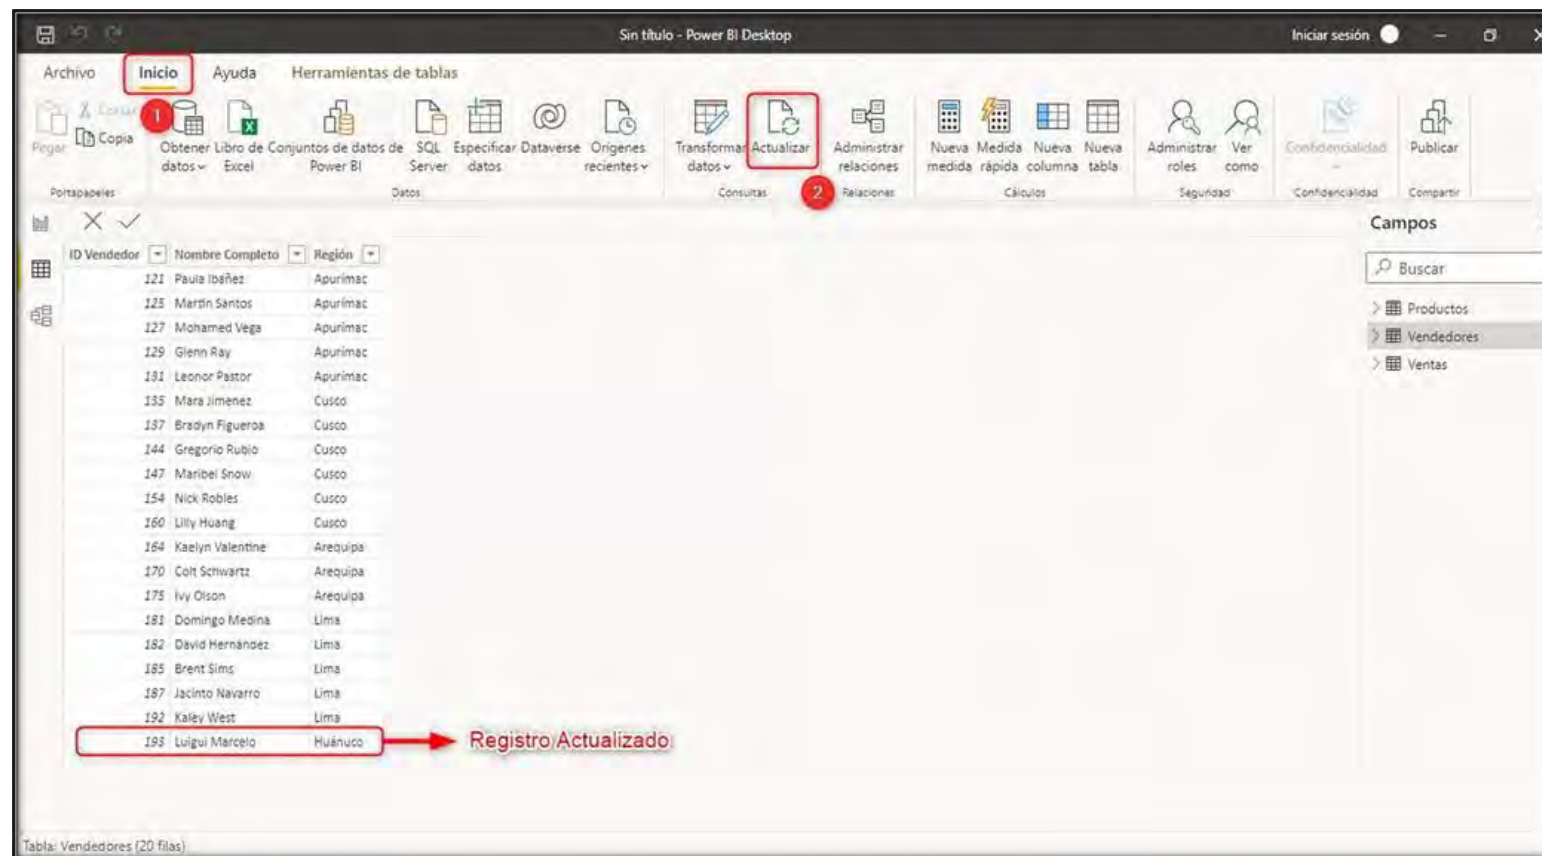 Sin título - Power BI Desktop
Iniciar sesión
Archivo Inicio Ayuda Herramientas de tablas
1
Pegar
Cortar
Copia
Obtener datos
Libro de Excel
Conjuntos de datos de Power BI
SQL Server
Especificar datos
Dataverse
Orígenes recientes
Transformar datos
Actualizar
Administrar relaciones
Nueva medida
Medida rápida
Nueva columna
Nueva tabla
Administrar roles
Ver como
Confidencialidad
Publicar
Portapapeles Datos Consultas 2 Relaciones Cálculos Seguridad Confidencialidad Compartir
ID Vendedor Nombre Completo Región
121 Paula Ibañez Apurímac
125 Martín Santos Apurímac
127 Mohamed Vega Apurímac
129 Glenn Ray Apurímac
131 Leonor Pastor Apurímac
135 Mara Jimenez Cusco
137 Bradyn Figueroa Cusco
144 Gregorio Rubio Cusco
147 Maribel Snow Cusco
154 Nick Robles Cusco
160 Lilly Huang Cusco
164 Kaelyn Valentine Arequipa
170 Colt Schwartz Arequipa
175 Ivy Olson Arequipa
181 Domingo Medina Lima
182 David Hernández Lima
185 Brent Sims Lima
187 Jacinto Navarro Lima
192 Kaley West Lima
193 Luigui Marcelo Huánuco
Registro Actualizado
Campos
Buscar
Productos
Vendedores
Ventas
Tabla: Vendedores (20 filas)